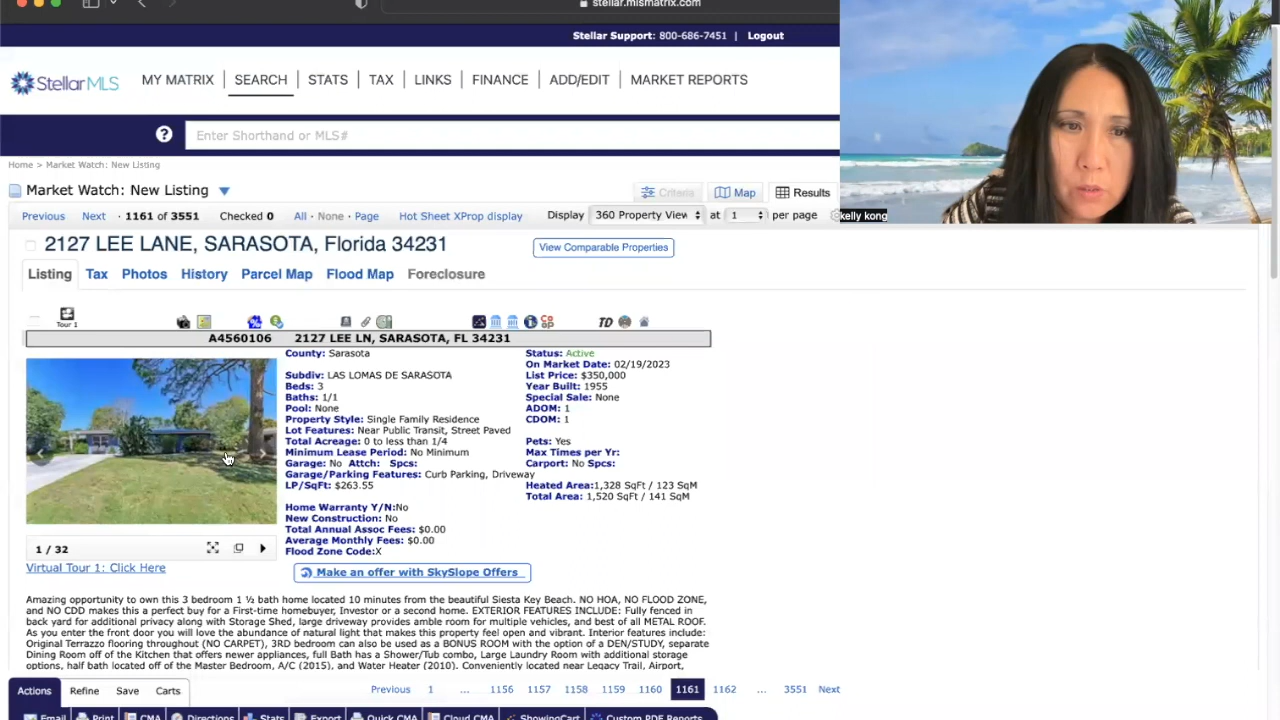 stellar.mlsmatrix.com
Stellar Support: 800-686-7451 | Logout
StellarMLS
MY MATRIX | SEARCH | STATS | TAX | LINKS | FINANCE | ADD/EDIT | MARKET REPORTS
? Enter Shorthand or MLS#
Home > Market Watch: New Listing
Market Watch: New Listing
Criteria Map Results
Previous Next · 1161 of 3551 Checked 0 All · None · Page Hot Sheet XProp display Display 360 Property View at 1 per page
kelly kong
2127 LEE LANE, SARASOTA, Florida 34231
View Comparable Properties
Listing Tax Photos History Parcel Map Flood Map Foreclosure
Tour 1
Co op
TD
A4560106 2127 LEE LN, SARASOTA, FL 34231
County: Sarasota
Subdiv: LAS LOMAS DE SARASOTA
Beds: 3
Baths: 1/1
Pool: None
Property Style: Single Family Residence
Lot Features: Near Public Transit, Street Paved
Total Acreage: 0 to less than 1/4
Minimum Lease Period: No Minimum
Garage: No Attch: Spcs:
Garage/Parking Features: Curb Parking, Driveway
LP/SqFt: $263.55
Home Warranty Y/N:No
New Construction: No
Total Annual Assoc Fees: $0.00
Average Monthly Fees: $0.00
Flood Zone Code:X
Status: Active
On Market Date: 02/19/2023
List Price: $350,000
Year Built: 1955
Special Sale: None
ADOM: 1
CDOM: 1
Pets: Yes
Max Times per Yr:
Carport: No Spcs:
Heated Area:1,328 SqFt / 123 SqM
Total Area: 1,520 SqFt / 141 SqM
1 / 32
Virtual Tour 1: Click Here
Make an offer with SkySlope Offers
Amazing opportunity to own this 3 bedroom 1 ½ bath home located 10 minutes from the beautiful Siesta Key Beach. NO HOA, NO FLOOD ZONE,
and NO CDD makes this a perfect buy for a First-time homebuyer, Investor or a second home. EXTERIOR FEATURES INCLUDE: Fully fenced in
back yard for additional privacy along with Storage Shed, large driveway provides amble room for multiple vehicles, and best of all METAL ROOF.
As you enter the front door you will love the abundance of natural light that makes this property feel open and vibrant. Interior features include:
Original Terrazzo flooring throughout (NO CARPET), 3RD bedroom can also be used as a BONUS ROOM with the option of a DEN/STUDY, separate
Dining Room off of the Kitchen that offers newer appliances, full Bath has a Shower/Tub combo, Large Laundry Room with additional storage
options, half bath located off of the Master Bedroom, A/C (2015), and Water Heater (2010). Conveniently located near Legacy Trail, Airport,
Actions Refine Save Carts
Previous 1 ... 1156 1157 1158 1159 1160 1161 1162 ... 3551 Next
Email Print CMA Directions Stats Export Quick CMA Cloud CMA ShowingCart Custom PDF Reports